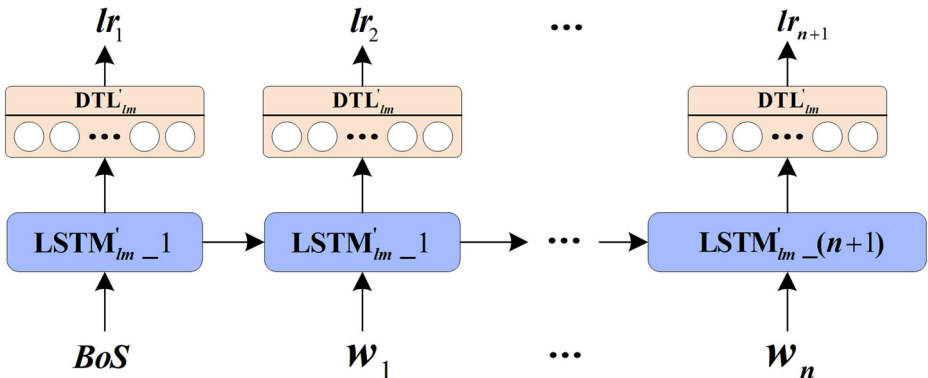 lr₁ lr₂ ... lrₙ₊₁
DTL'ₗₘ DTL'ₗₘ DTL'ₗₘ
... ... ...
LSTM'ₗₘ_1 LSTM'ₗₘ_1 ... LSTM'ₗₘ_(n+1)
BoS w₁ ... wₙ